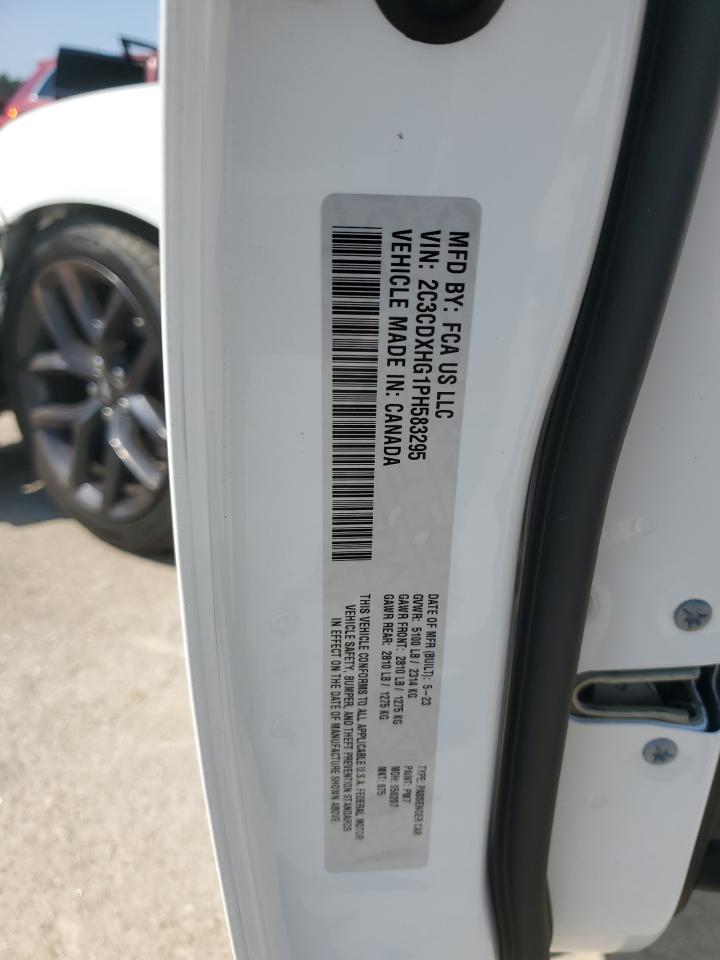 MFD BY: FCA US LLC
VIN: 2C3CDXHG1PH583295
VEHICLE MADE IN: CANADA
DATE OF MFR (BUILT): 5-23
GVWR: 5100 LB / 2314 KG
GAWR FRONT: 2810 LB / 1275 KG
GAWR REAR: 2810 LB / 1275 KG
THIS VEHICLE CONFORMS TO ALL APPLICABLE U.S.A. FEDERAL MOTOR
VEHICLE SAFETY, BUMPER, AND THEFT PREVENTION STANDARDS
IN EFFECT ON THE DATE OF MANUFACTURE SHOWN ABOVE
TYPE: PASSENGER CAR
PAINT: PW7
MDH: 050207
MKT: